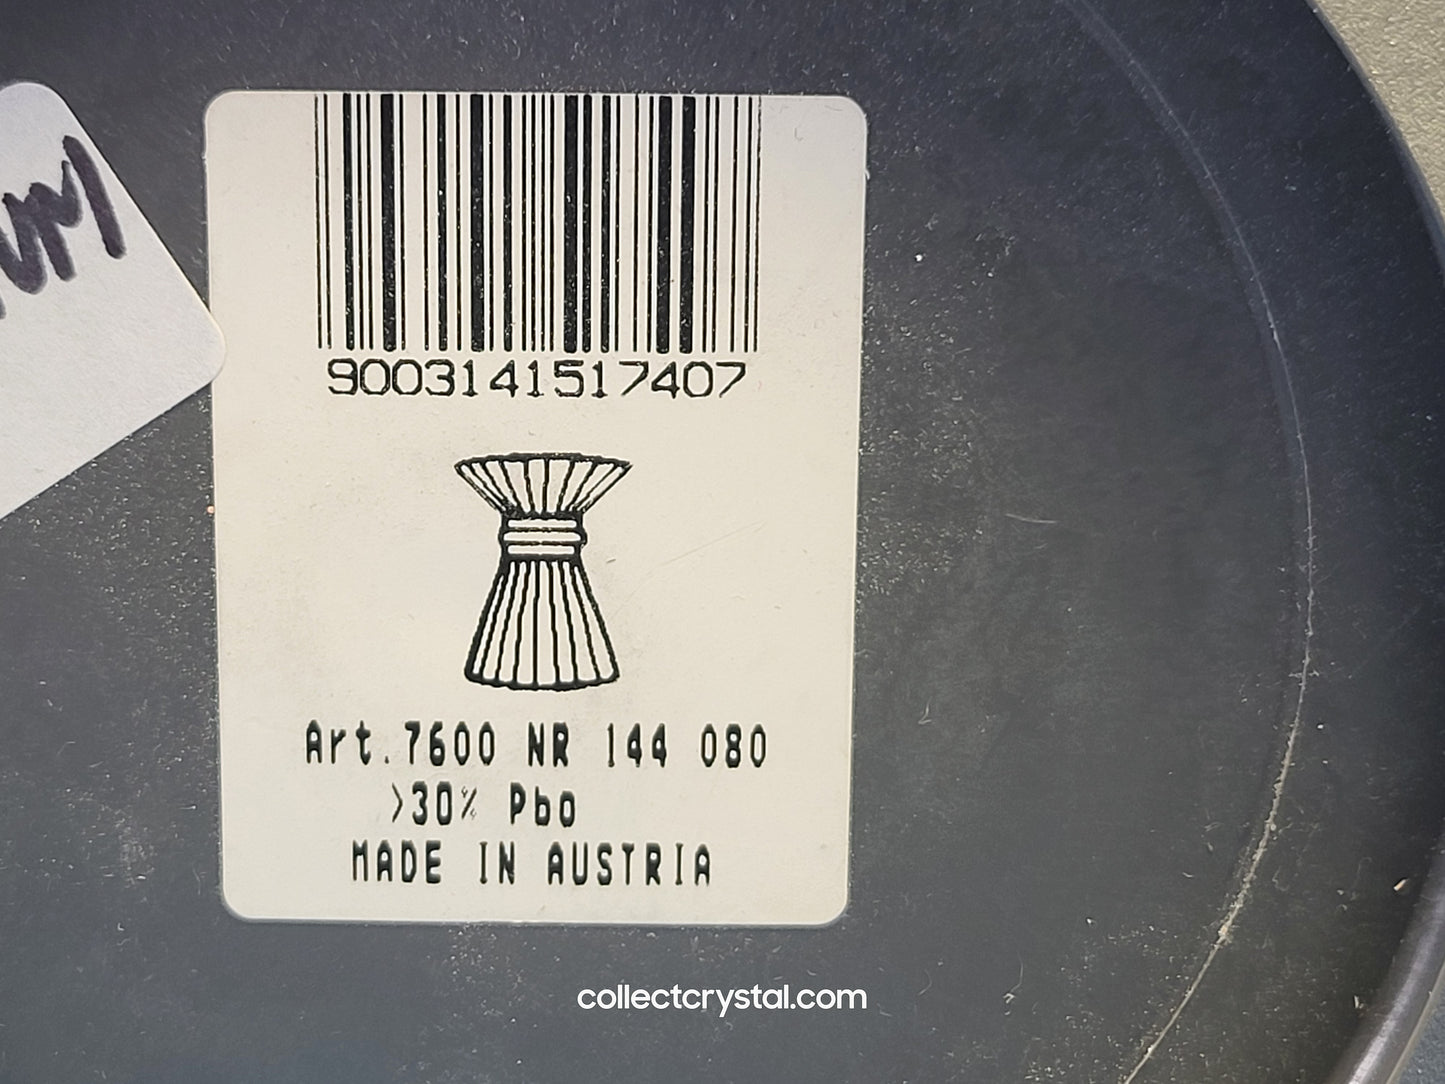 9003141517407
Art.7600 NR 144 080
>30% Pbo
MADE IN AUSTRIA
collectcrystal.com